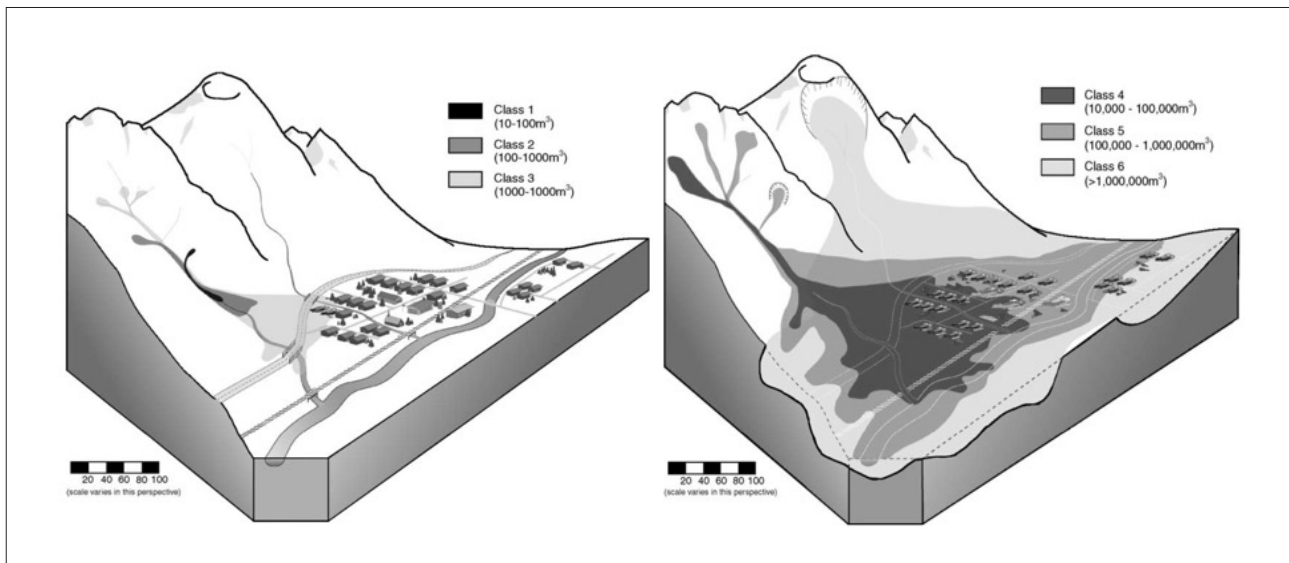 Class 1
(10-100m³)
Class 2
(100-1000m³)
Class 3
(1000-1000m³)
20 40 60 80 100
(scale varies in this perspective)
Class 4
(10,000 - 100,000m³)
Class 5
(100,000 - 1,000,000m³)
Class 6
(>1,000,000m³)
20 40 60 80 100
(scale varies in this perspective)